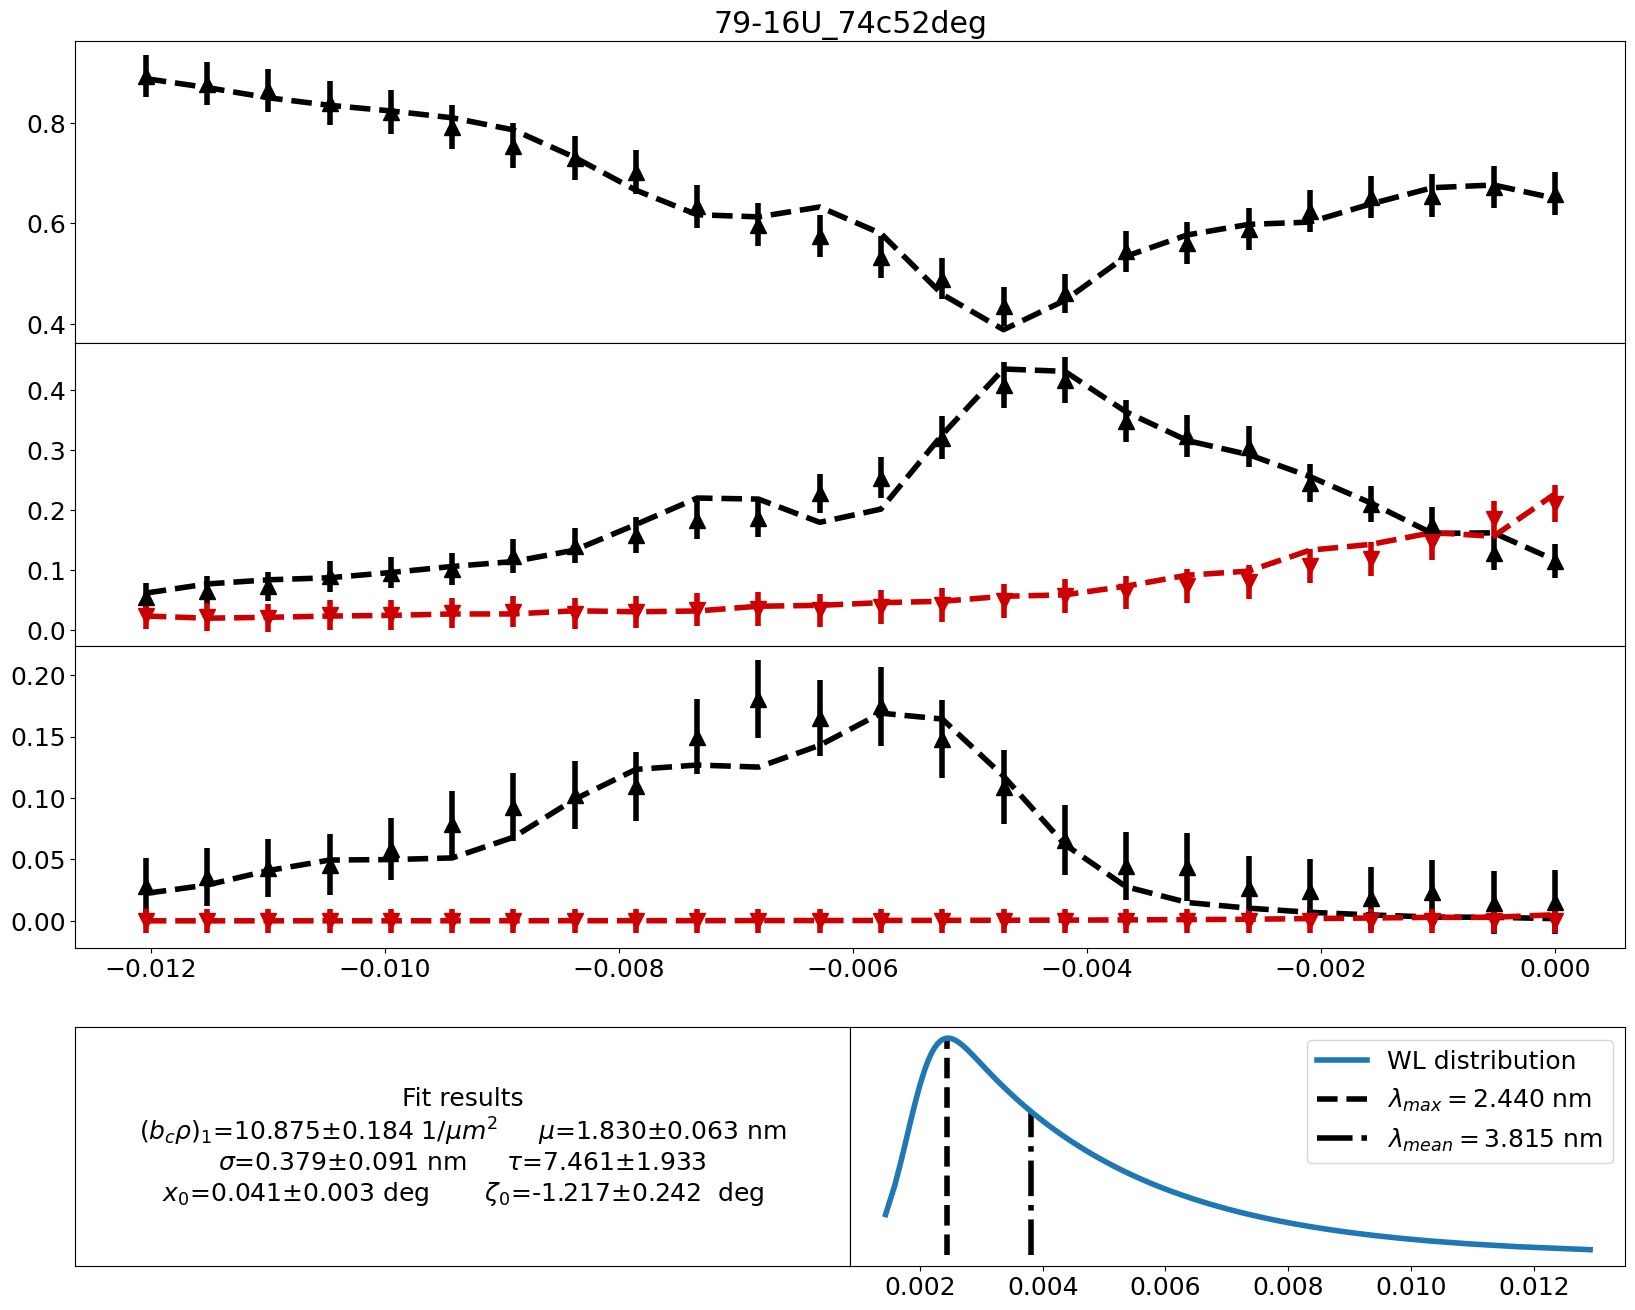 79-16U_74c52deg
0.8
0.6
0.4
0.4
0.3
0.2
0.1
0.0
0.20
0.15
0.10
0.05
0.00
−0.012 −0.010 −0.008 −0.006 −0.004 −0.002 0.000
Fit results
(b_cρ)_1=10.875±0.184 1/μm^2 μ=1.830±0.063 nm
σ=0.379±0.091 nm τ=7.461±1.933
x_0=0.041±0.003 deg ζ_0=-1.217±0.242 deg
WL distribution
λ_max = 2.440 nm
λ_mean = 3.815 nm
0.002 0.004 0.006 0.008 0.010 0.012